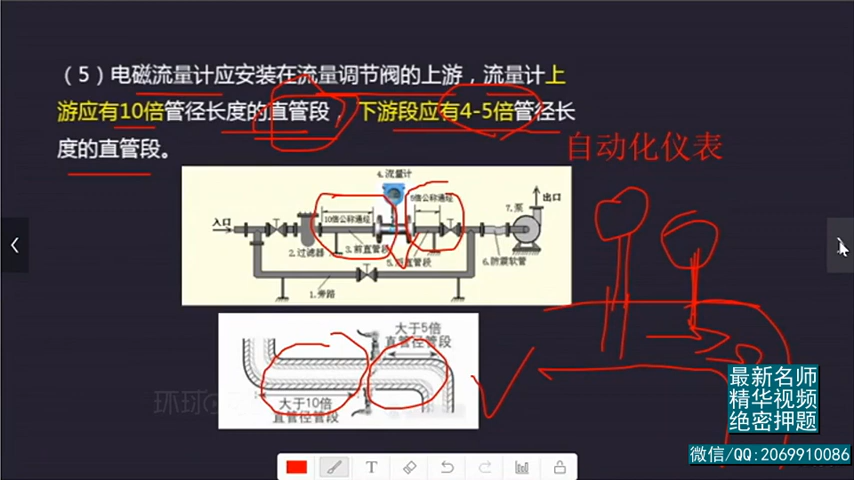 （5）电磁流量计应安装在流量调节阀的上游，流量计上
游应有10倍管径长度的直管段， 下游段应有4-5倍管径长
度的直管段。
自动化仪表
4.流量计
5倍公称通径
7.泵
出口
10倍公称通径
入口
2.过滤器
3.前直管段
5.后直管段
6.防震软管
1.旁路
大于5倍
直管径管段
大于10倍
直管径管段
环球
最新名师
精华视频
绝密押题
微信/QQ:2069910086
T